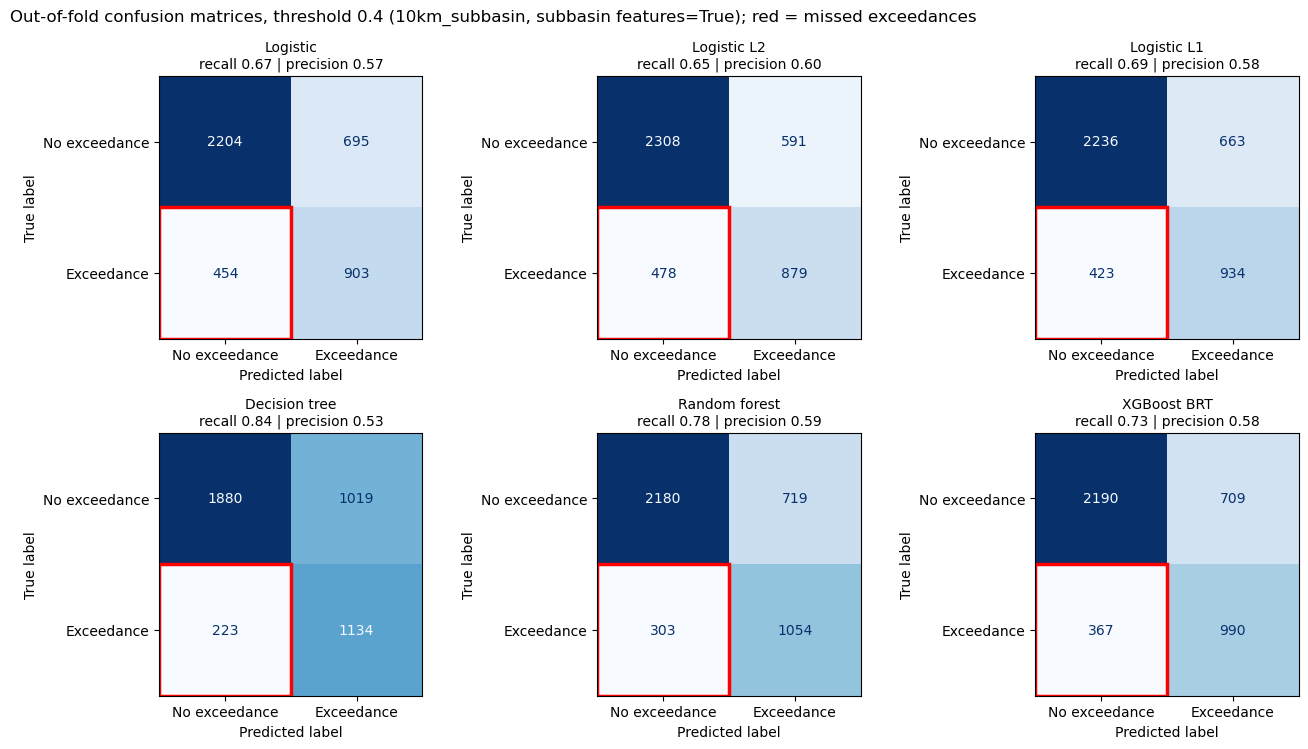 Out-of-fold confusion matrices, threshold 0.4 (10km_subbasin, subbasin features=True); red = missed exceedances
Logistic
recall 0.67 | precision 0.57
No exceedance
2204
695
True label
Exceedance
454
903
No exceedance
Exceedance
Predicted label
Logistic L2
recall 0.65 | precision 0.60
No exceedance
2308
591
True label
Exceedance
478
879
No exceedance
Exceedance
Predicted label
Logistic L1
recall 0.69 | precision 0.58
No exceedance
2236
663
True label
Exceedance
423
934
No exceedance
Exceedance
Predicted label
Decision tree
recall 0.84 | precision 0.53
No exceedance
1880
1019
True label
Exceedance
223
1134
No exceedance
Exceedance
Predicted label
Random forest
recall 0.78 | precision 0.59
No exceedance
2180
719
True label
Exceedance
303
1054
No exceedance
Exceedance
Predicted label
XGBoost BRT
recall 0.73 | precision 0.58
No exceedance
2190
709
True label
Exceedance
367
990
No exceedance
Exceedance
Predicted label